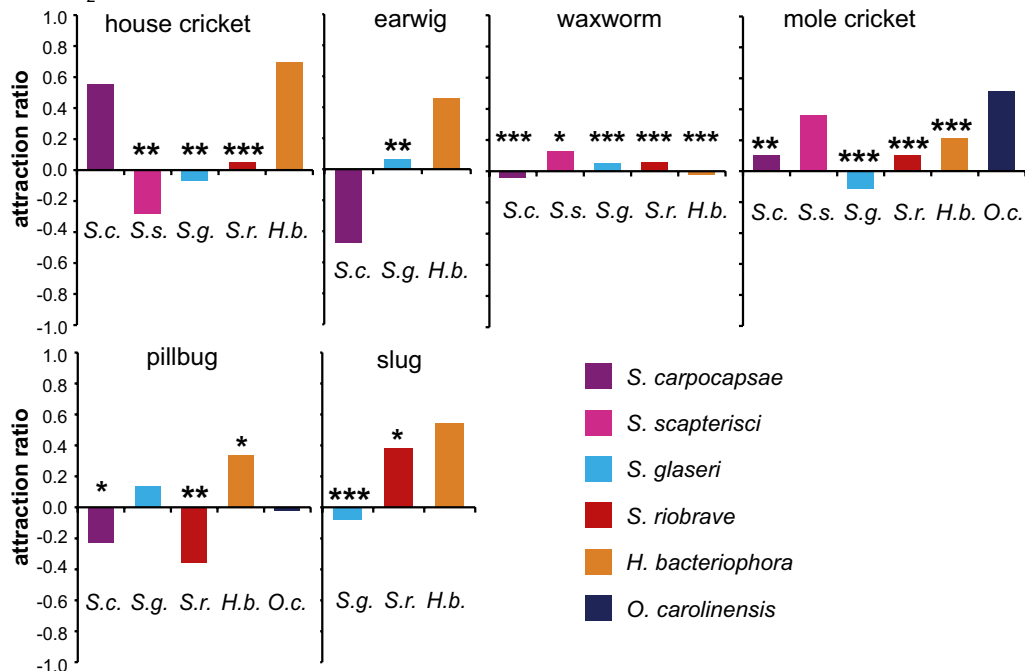 2
house cricket earwig waxworm mole cricket
attraction ratio
1.0
0.8
0.6
0.4
0.2
0.0
-0.2
-0.4
-0.6
-0.8
-1.0
** ** ***
S.c. S.s. S.g. S.r. H.b.
**
S.c. S.g. H.b.
*** * *** *** ***
S.c. S.s. S.g. S.r. H.b.
** *** *** ***
S.c. S.s. S.g. S.r. H.b. O.c.
pillbug slug
attraction ratio
1.0
0.8
0.6
0.4
0.2
0.0
-0.2
-0.4
-0.6
-0.8
-1.0
* ** *
S.c. S.g. S.r. H.b. O.c.
*** *
S.g. S.r. H.b.
S. carpocapsae
S. scapterisci
S. glaseri
S. riobrave
H. bacteriophora
O. carolinensis